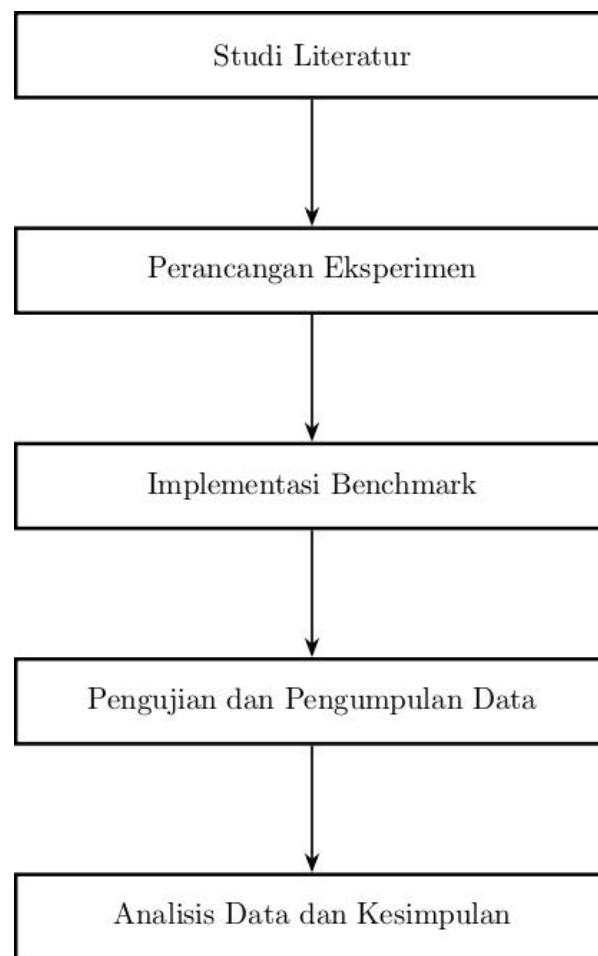 Studi Literatur
Perancangan Eksperimen
Implementasi Benchmark
Pengujian dan Pengumpulan Data
Analisis Data dan Kesimpulan